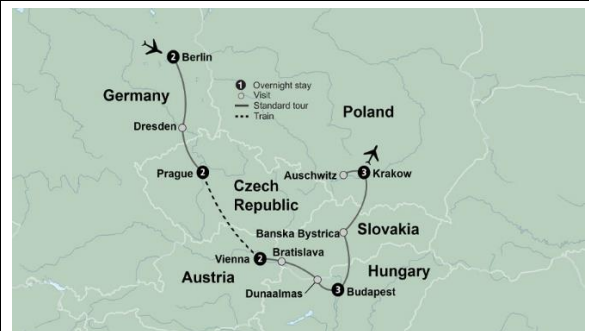 2 Berlin
1 Overnight stay
Visit
Standard tour
Train
Germany
Poland
Dresden
Prague 2
Auschwitz
3 Krakow
Czech
Republic
Banska Bystrica
Slovakia
Vienna 2
Bratislava
Austria
Hungary
Dunaalmas
3 Budapest